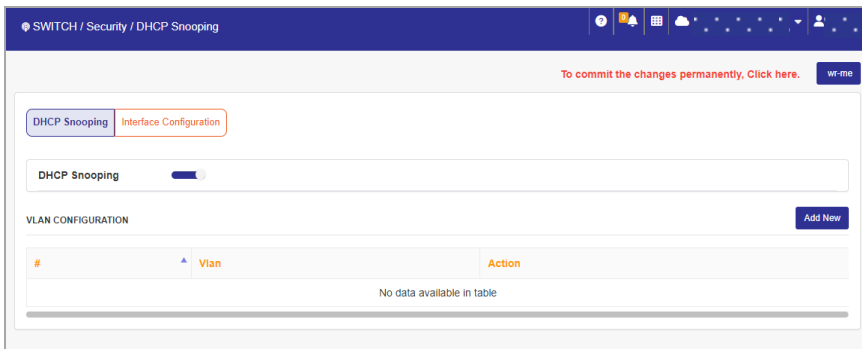 SWITCH / Security / DHCP Snooping
0
To commit the changes permanently, Click here.
wr-me
DHCP Snooping
Interface Configuration
DHCP Snooping
VLAN CONFIGURATION
Add New
# Vlan Action
No data available in table